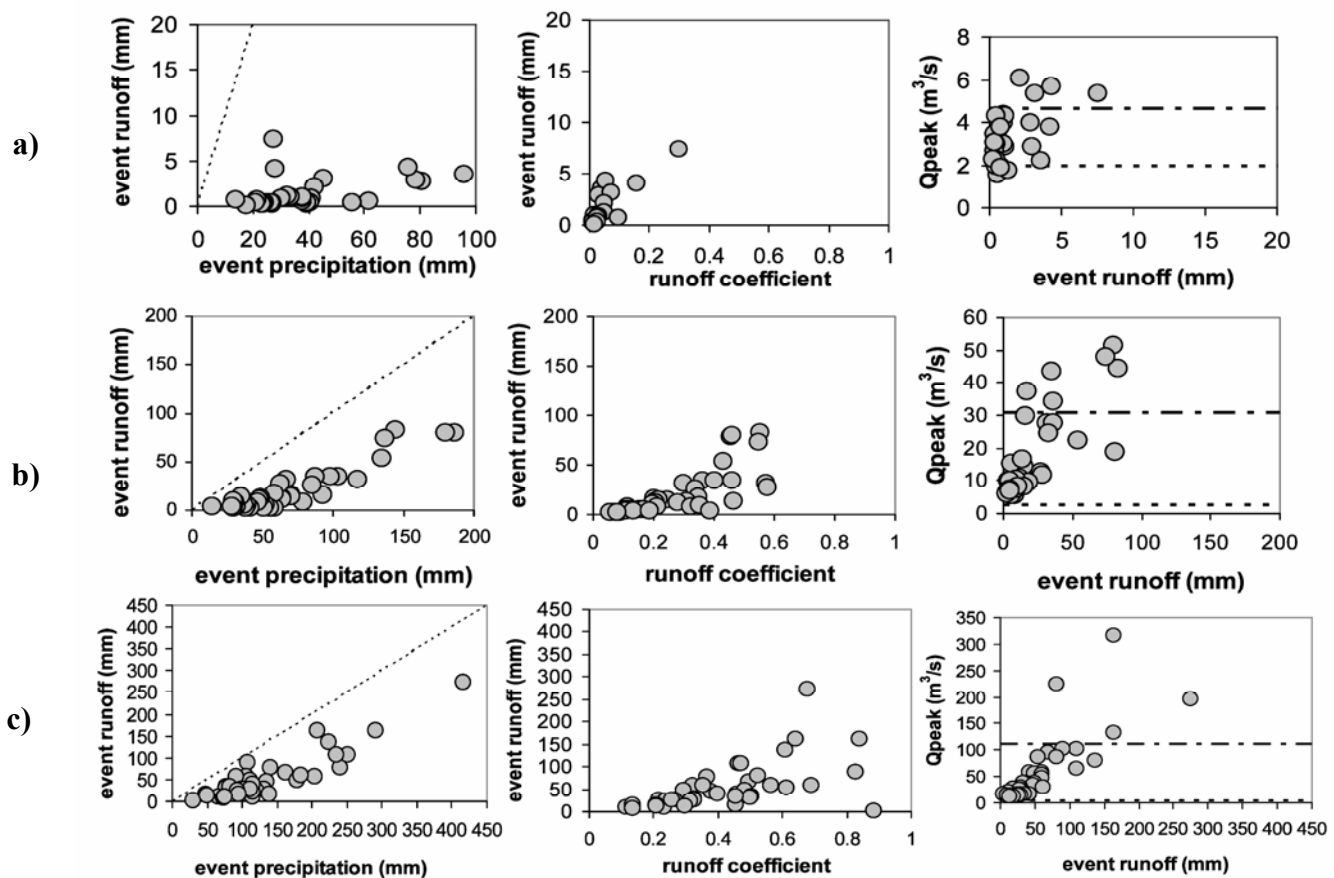 a)
event runoff (mm)
20
15
10
5
0
0 20 40 60 80 100
event precipitation (mm)
event runoff (mm)
20
15
10
5
0
0 0.2 0.4 0.6 0.8 1
runoff coefficient
Qpeak (m³/s)
8
6
4
2
0
0 5 10 15 20
event runoff (mm)
b)
event runoff (mm)
200
150
100
50
0
0 50 100 150 200
event precipitation (mm)
event runoff (mm)
200
150
100
50
0
0 0.2 0.4 0.6 0.8 1
runoff coefficient
Qpeak (m³/s)
60
50
40
30
20
10
0
0 50 100 150 200
event runoff (mm)
c)
event runoff (mm)
450
400
350
300
250
200
150
100
50
0
0 50 100 150 200 250 300 350 400 450
event precipitation (mm)
event runoff (mm)
450
400
350
300
250
200
150
100
50
0
0 0.2 0.4 0.6 0.8 1
runoff coefficient
Qpeak (m³/s)
350
300
250
200
150
100
50
0
0 50 100 150 200 250 300 350 400 450
event runoff (mm)